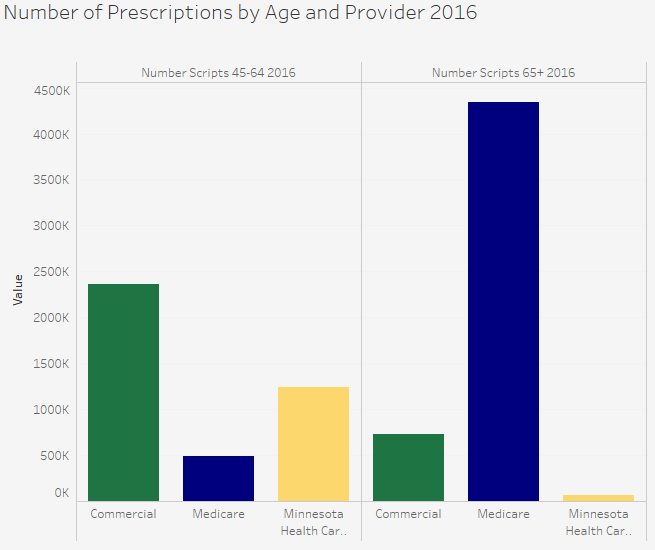 Number of Prescriptions by Age and Provider 2016
Number Scripts 45-64 2016
Number Scripts 65+ 2016
4500K
4000K
3500K
3000K
2500K
2000K
1500K
1000K
500K
0K
Value
Commercial
Medicare
Minnesota
Health Car..
Commercial
Medicare
Minnesota
Health Car..